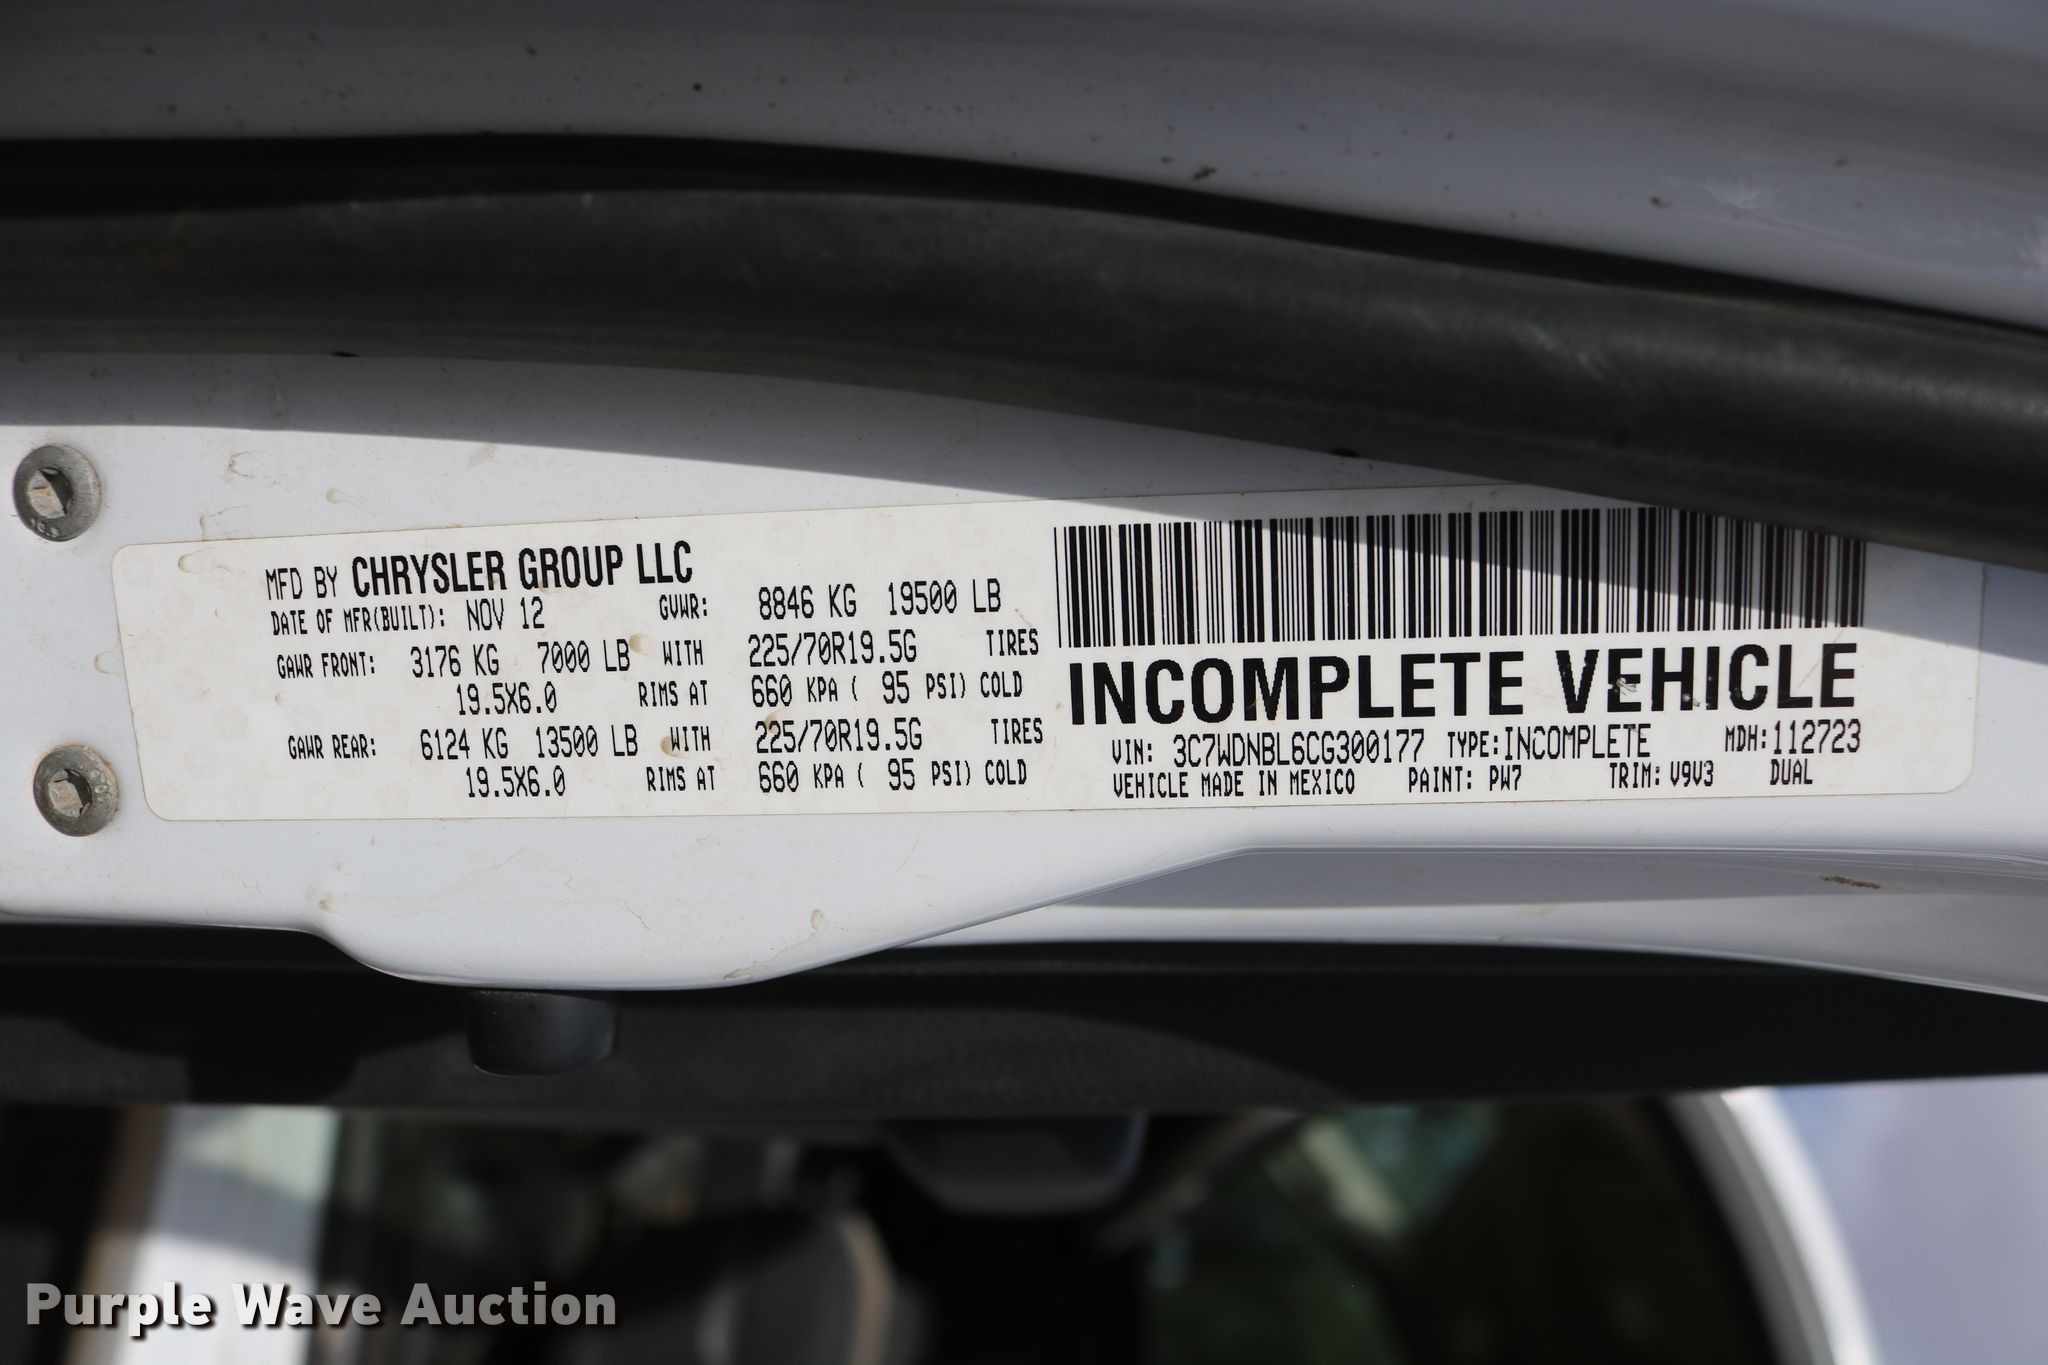 MFD BY CHRYSLER GROUP LLC
DATE OF MFR(BUILT): NOV 12 GVWR: 8846 KG 19500 LB
GAWR FRONT: 3176 KG 7000 LB WITH 225/70R19.5G TIRES
19.5X6.0 RIMS AT 660 KPA ( 95 PSI) COLD
GAWR REAR: 6124 KG 13500 LB WITH 225/70R19.5G TIRES
19.5X6.0 RIMS AT 660 KPA ( 95 PSI) COLD
INCOMPLETE VEHICLE
VIN: 3C7WDNBL6CG300177 TYPE:INCOMPLETE MDH:112723
VEHICLE MADE IN MEXICO PAINT: PW7 TRIM: V9V3 DUAL
Purple Wave Auction